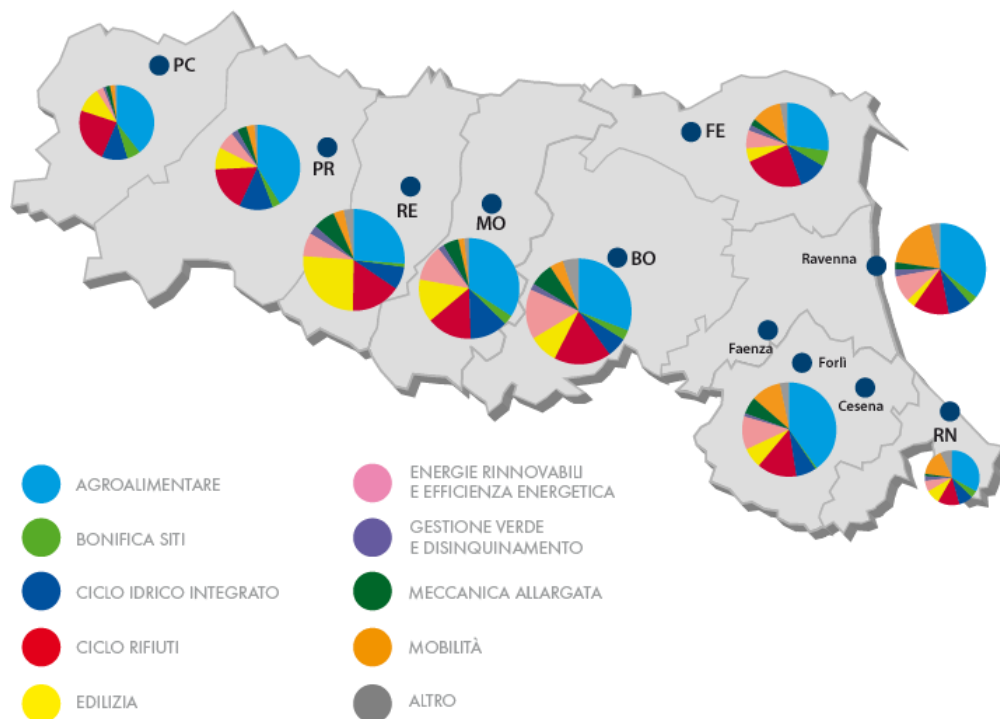 PC
PR
RE
MO
BO
FE
Ravenna
Faenza
Forlì
Cesena
RN
AGROALIMENTARE
BONIFICA SITI
CICLO IDRICO INTEGRATO
CICLO RIFIUTI
EDILIZIA
ENERGIE RINNOVABILI
E EFFICIENZA ENERGETICA
GESTIONE VERDE
E DISINQUINAMENTO
MECCANICA ALLARGATA
MOBILITÀ
ALTRO